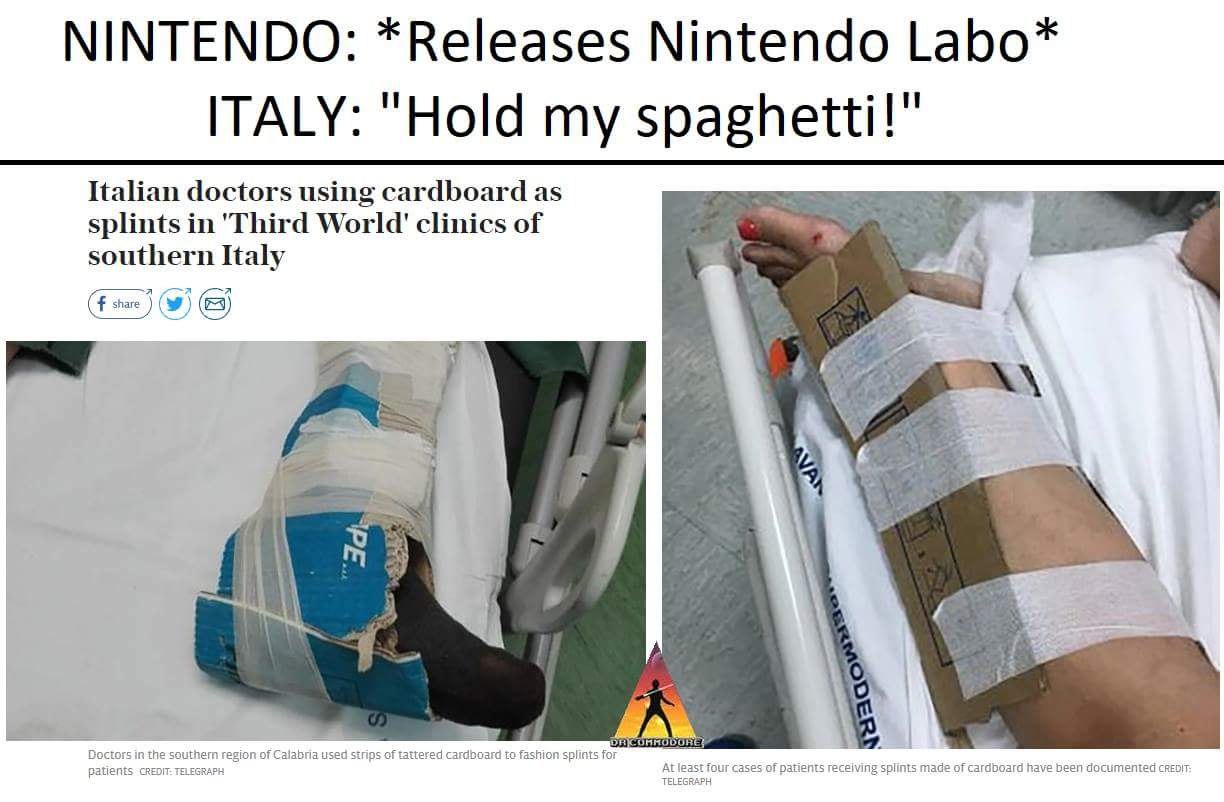 NINTENDO: *Releases Nintendo Labo*
ITALY: "Hold my spaghetti!"
Italian doctors using cardboard as
splints in 'Third World' clinics of
southern Italy
share
PE
S
AVAN
PERMODERN
DR COMMODORE
Doctors in the southern region of Calabria used strips of tattered cardboard to fashion splints for
patients CREDIT: TELEGRAPH
At least four cases of patients receiving splints made of cardboard have been documented CREDIT:
TELEGRAPH